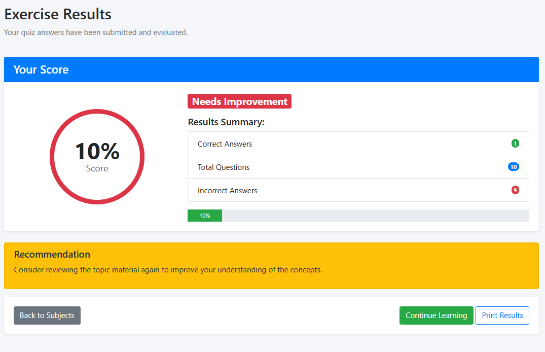 Exercise Results
Your quiz answers have been submitted and evaluated.
Your Score
10%
Score
Needs Improvement
Results Summary:
Correct Answers 1
Total Questions 10
Incorrect Answers 9
10%
Recommendation
Consider reviewing the topic material again to improve your understanding of the concepts.
Back to Subjects
Continue Learning
Print Results